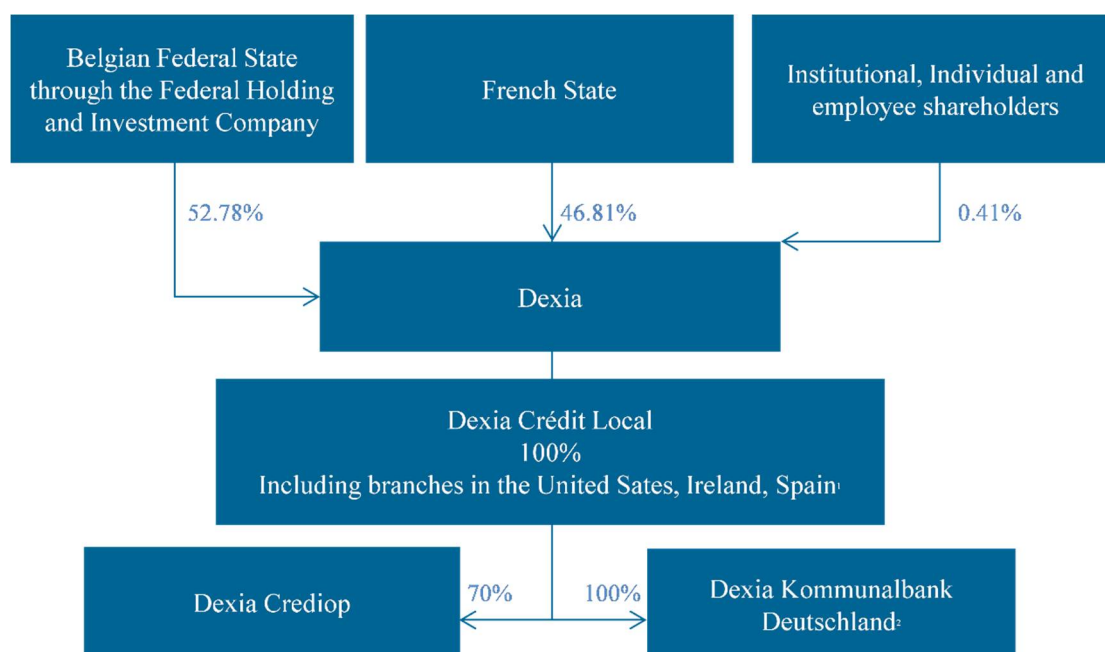 Belgian Federal State
through the Federal Holding
and Investment Company
French State
Institutional, Individual and
employee shareholders
52.78%
46.81%
0.41%
Dexia
Dexia Crédit Local
100%
Including branches in the United Sates, Ireland, Spain¹
Dexia Crediop
70%
100%
Dexia Kommunalbank
Deutschland²